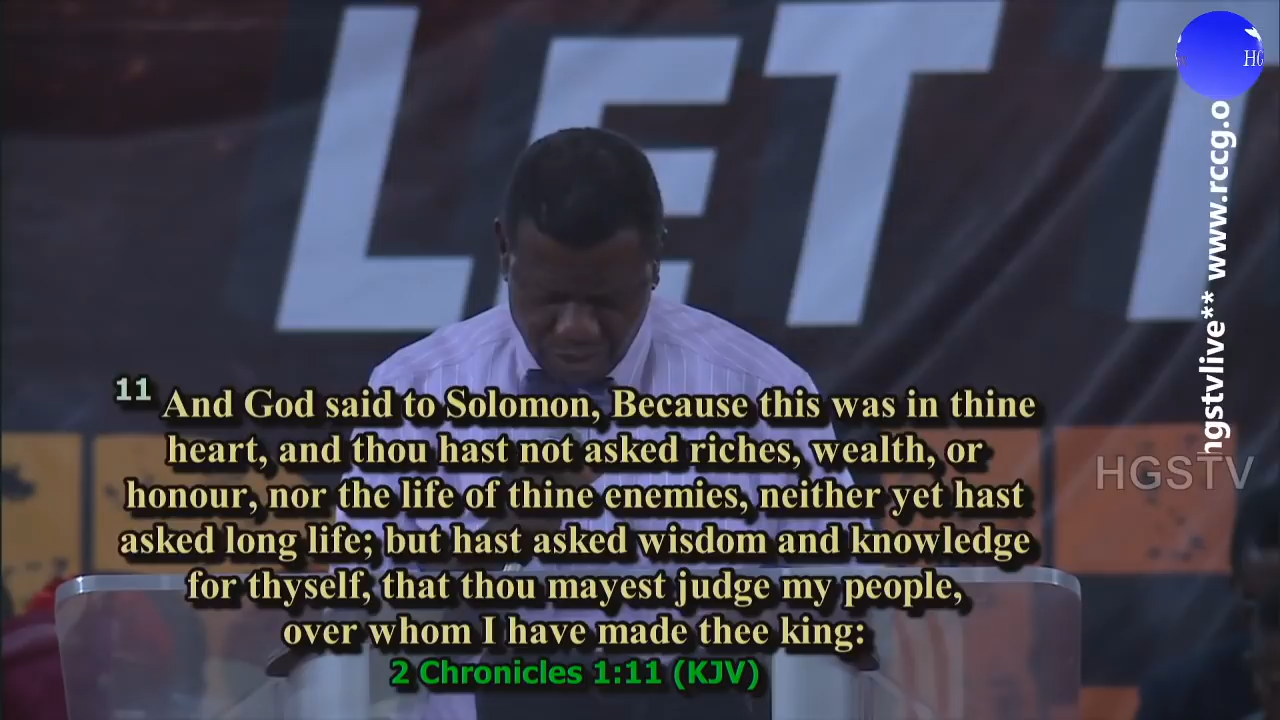 LET T
HG
hgstvlive** www.rccg.o
HGSTV
11 And God said to Solomon, Because this was in thine
heart, and thou hast not asked riches, wealth, or
honour, nor the life of thine enemies, neither yet hast
asked long life; but hast asked wisdom and knowledge
for thyself, that thou mayest judge my people,
over whom I have made thee king:
2 Chronicles 1:11 (KJV)